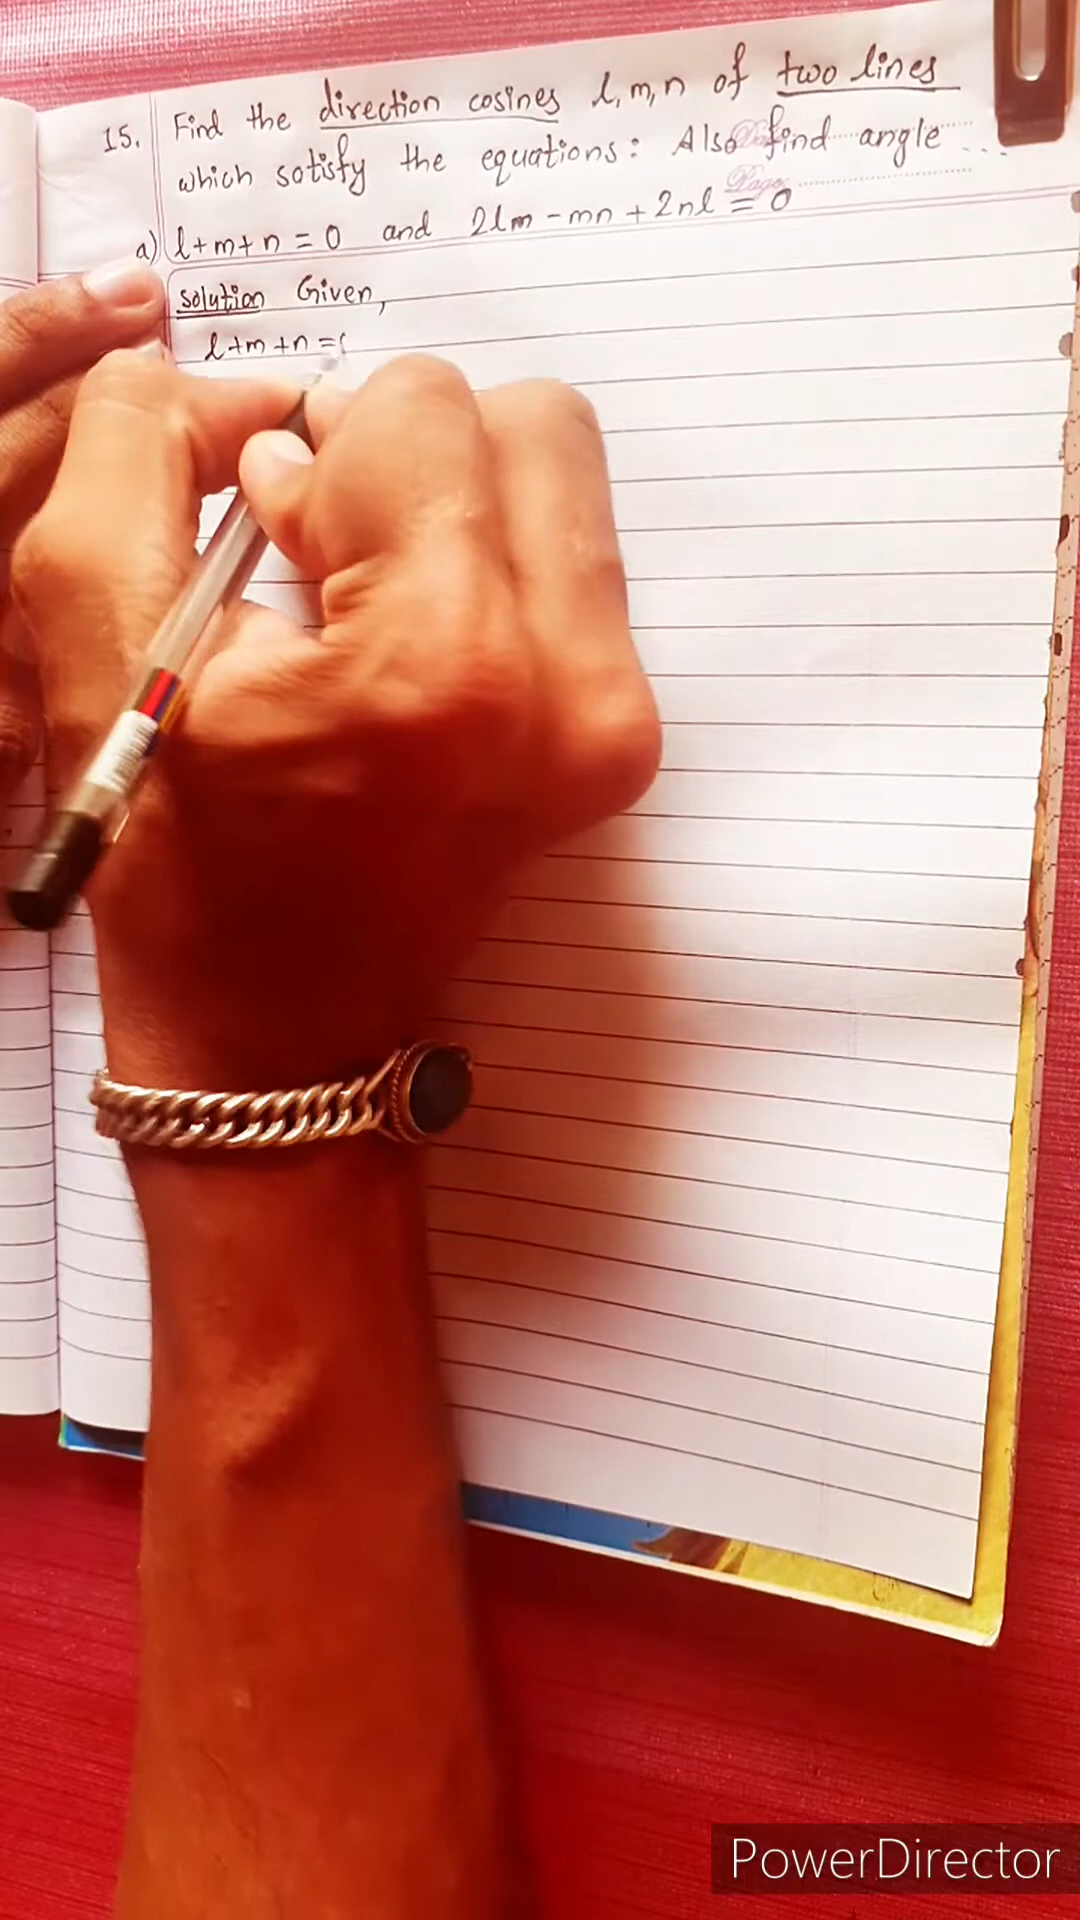 15. Find the direction cosines l, m, n of two lines
which satisfy the equations: Also find angle ...
Page
a) l+m+n = 0 and 2lm - mn + 2nl = 0
Solution Given,
l+m+n =
PowerDirector